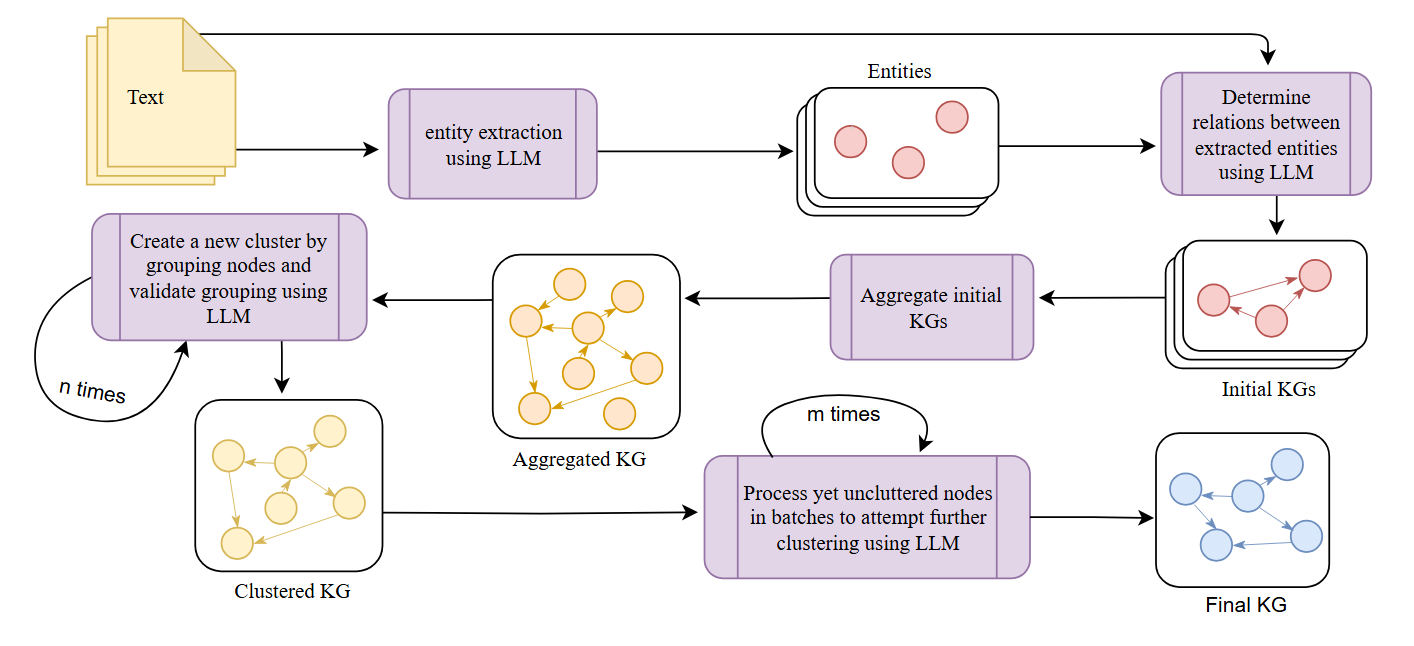 Text
entity extraction
using LLM
Entities
Determine
relations between
extracted entities
using LLM
Initial KGs
Aggregate initial
KGs
Aggregated KG
Create a new cluster by
grouping nodes and
validate grouping using
LLM
n times
Clustered KG
m times
Process yet uncluttered nodes
in batches to attempt further
clustering using LLM
Final KG